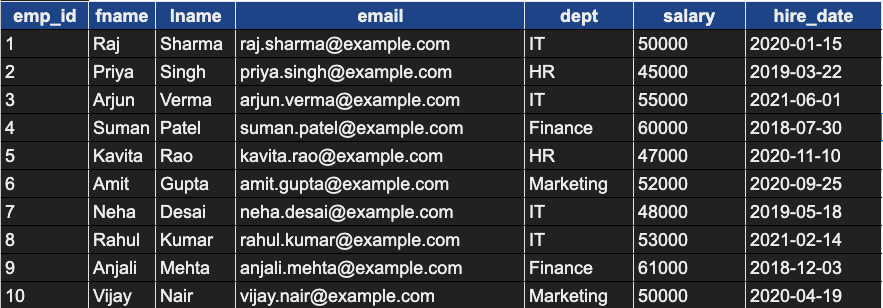 emp_id fname lname email dept salary hire_date
1 Raj Sharma raj.sharma@example.com IT 50000 2020-01-15
2 Priya Singh priya.singh@example.com HR 45000 2019-03-22
3 Arjun Verma arjun.verma@example.com IT 55000 2021-06-01
4 Suman Patel suman.patel@example.com Finance 60000 2018-07-30
5 Kavita Rao kavita.rao@example.com HR 47000 2020-11-10
6 Amit Gupta amit.gupta@example.com Marketing 52000 2020-09-25
7 Neha Desai neha.desai@example.com IT 48000 2019-05-18
8 Rahul Kumar rahul.kumar@example.com IT 53000 2021-02-14
9 Anjali Mehta anjali.mehta@example.com Finance 61000 2018-12-03
10 Vijay Nair vijay.nair@example.com Marketing 50000 2020-04-19